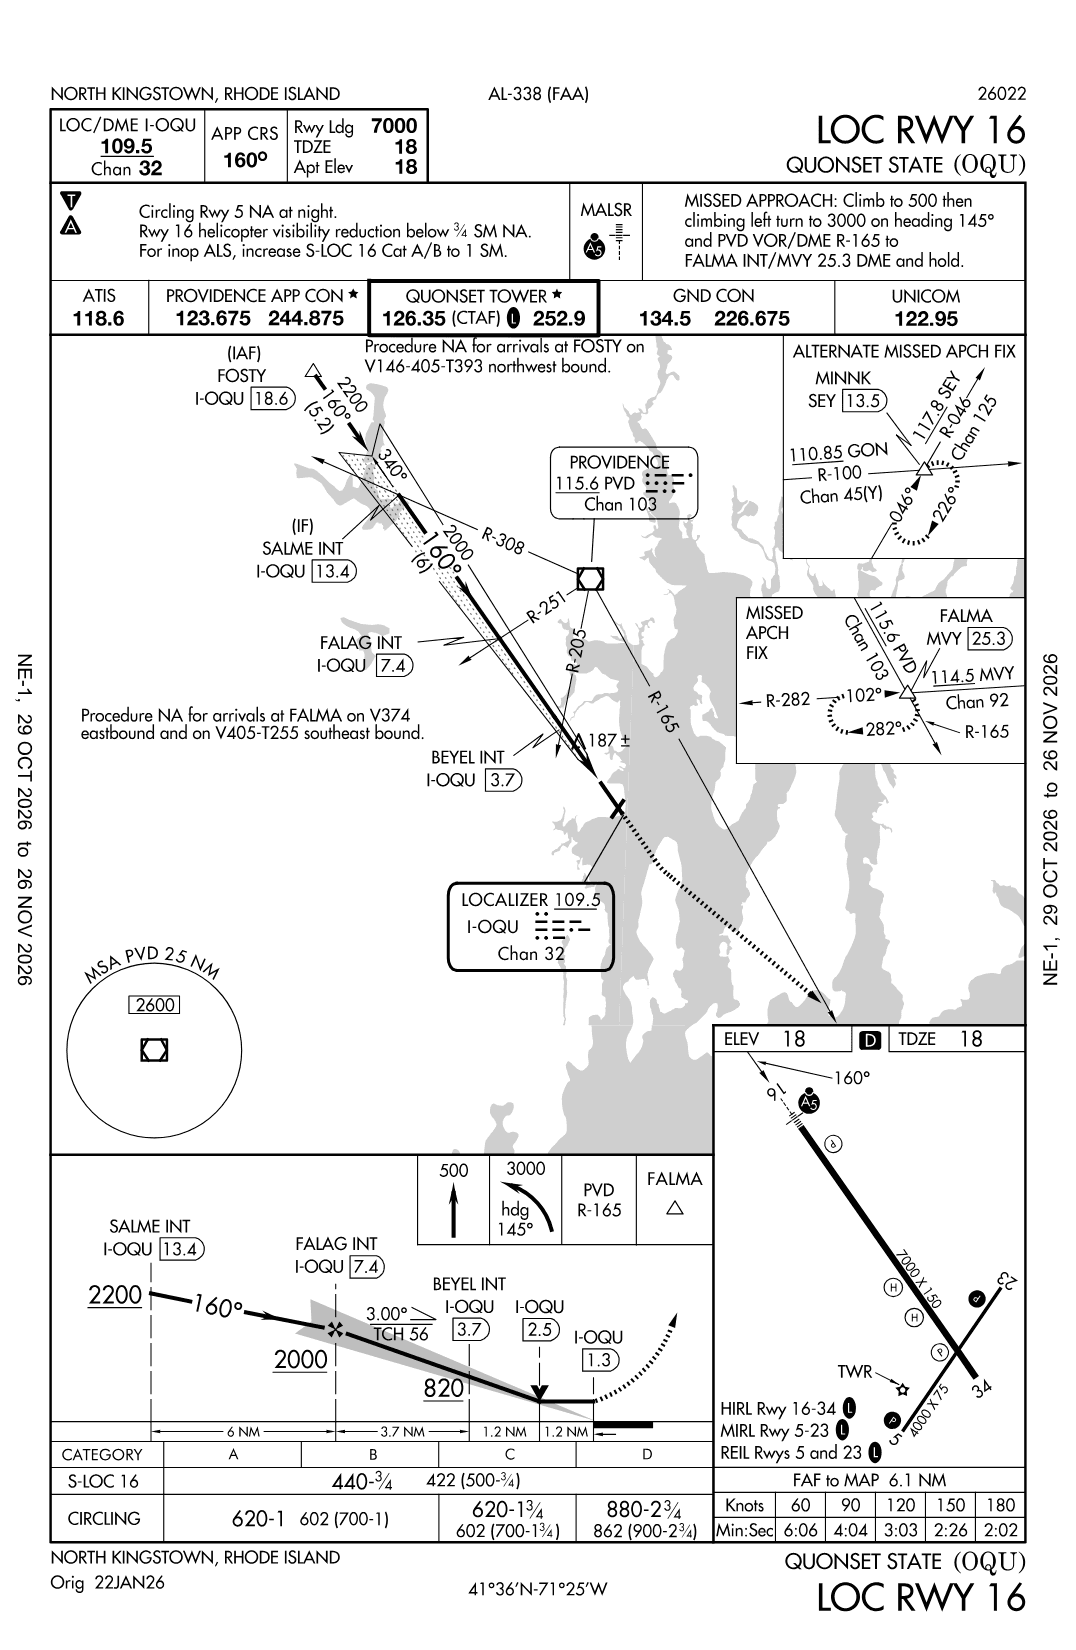 NORTH KINGSTOWN, RHODE ISLAND
AL-338 (FAA)
26022
LOC/DME I-OQU
109.5
Chan 32
APP CRS
160°
Rwy Ldg 7000
TDZE 18
Apt Elev 18
LOC RWY 16
QUONSET STATE (OQU)
T
A
Circling Rwy 5 NA at night.
Rwy 16 helicopter visibility reduction below ¾ SM NA.
For inop ALS, increase S-LOC 16 Cat A/B to 1 SM.
MALSR
A5
MISSED APPROACH: Climb to 500 then
climbing left turn to 3000 on heading 145°
and PVD VOR/DME R-165 to
FALMA INT/MVY 25.3 DME and hold.
ATIS
118.6
PROVIDENCE APP CON ★
123.675 244.875
QUONSET TOWER ★
126.35 (CTAF) L 252.9
GND CON
134.5 226.675
UNICOM
122.95
Procedure NA for arrivals at FOSTY on
V146-405-T393 northwest bound.
(IAF)
FOSTY
I-OQU 18.6
2200
160°
(5.2)
340°
(IF)
SALME INT
I-OQU 13.4
2000
160°
(6)
R-308
R-251
R-205
R-165
PROVIDENCE
115.6 PVD
Chan 103
FALAG INT
I-OQU 7.4
BEYEL INT
I-OQU 3.7
187±
Procedure NA for arrivals at FALMA on V374
eastbound and on V405-T255 southeast bound.
LOCALIZER 109.5
I-OQU
Chan 32
ALTERNATE MISSED APCH FIX
MINNK
SEY 13.5
117.8 SEY
R-046
Chan 125
110.85 GON
R-100
Chan 45(Y)
046°
226°
MISSED
APCH
FIX
115.6 PVD
Chan 103
FALMA
MVY 25.3
114.5 MVY
Chan 92
R-282
102°
282°
R-165
MSA PVD 25 NM
2600
NE-1, 29 OCT 2026 to 26 NOV 2026
NE-1, 29 OCT 2026 to 26 NOV 2026
ELEV 18
D
TDZE 18
160°
16
A5
P
7000 X 150
H
H
P
P
23
34
TWR
P
4000 X 75
5
HIRL Rwy 16-34 L
MIRL Rwy 5-23 L
REIL Rwys 5 and 23 L
500
3000
hdg
145°
PVD
R-165
FALMA
SALME INT
I-OQU 13.4
2200
160°
FALAG INT
I-OQU 7.4
2000
3.00°
TCH 56
BEYEL INT
I-OQU
3.7
820
I-OQU
2.5
I-OQU
1.3
6 NM
3.7 NM
1.2 NM
1.2 NM
CATEGORY A B C D
S-LOC 16 440-¾ 422 (500-¾)
CIRCLING
620-1 602 (700-1)
620-1¾
602 (700-1¾)
880-2¾
862 (900-2¾)
FAF to MAP 6.1 NM
Knots 60 90 120 150 180
Min:Sec 6:06 4:04 3:03 2:26 2:02
NORTH KINGSTOWN, RHODE ISLAND
Orig 22JAN26
41°36'N-71°25'W
QUONSET STATE (OQU)
LOC RWY 16